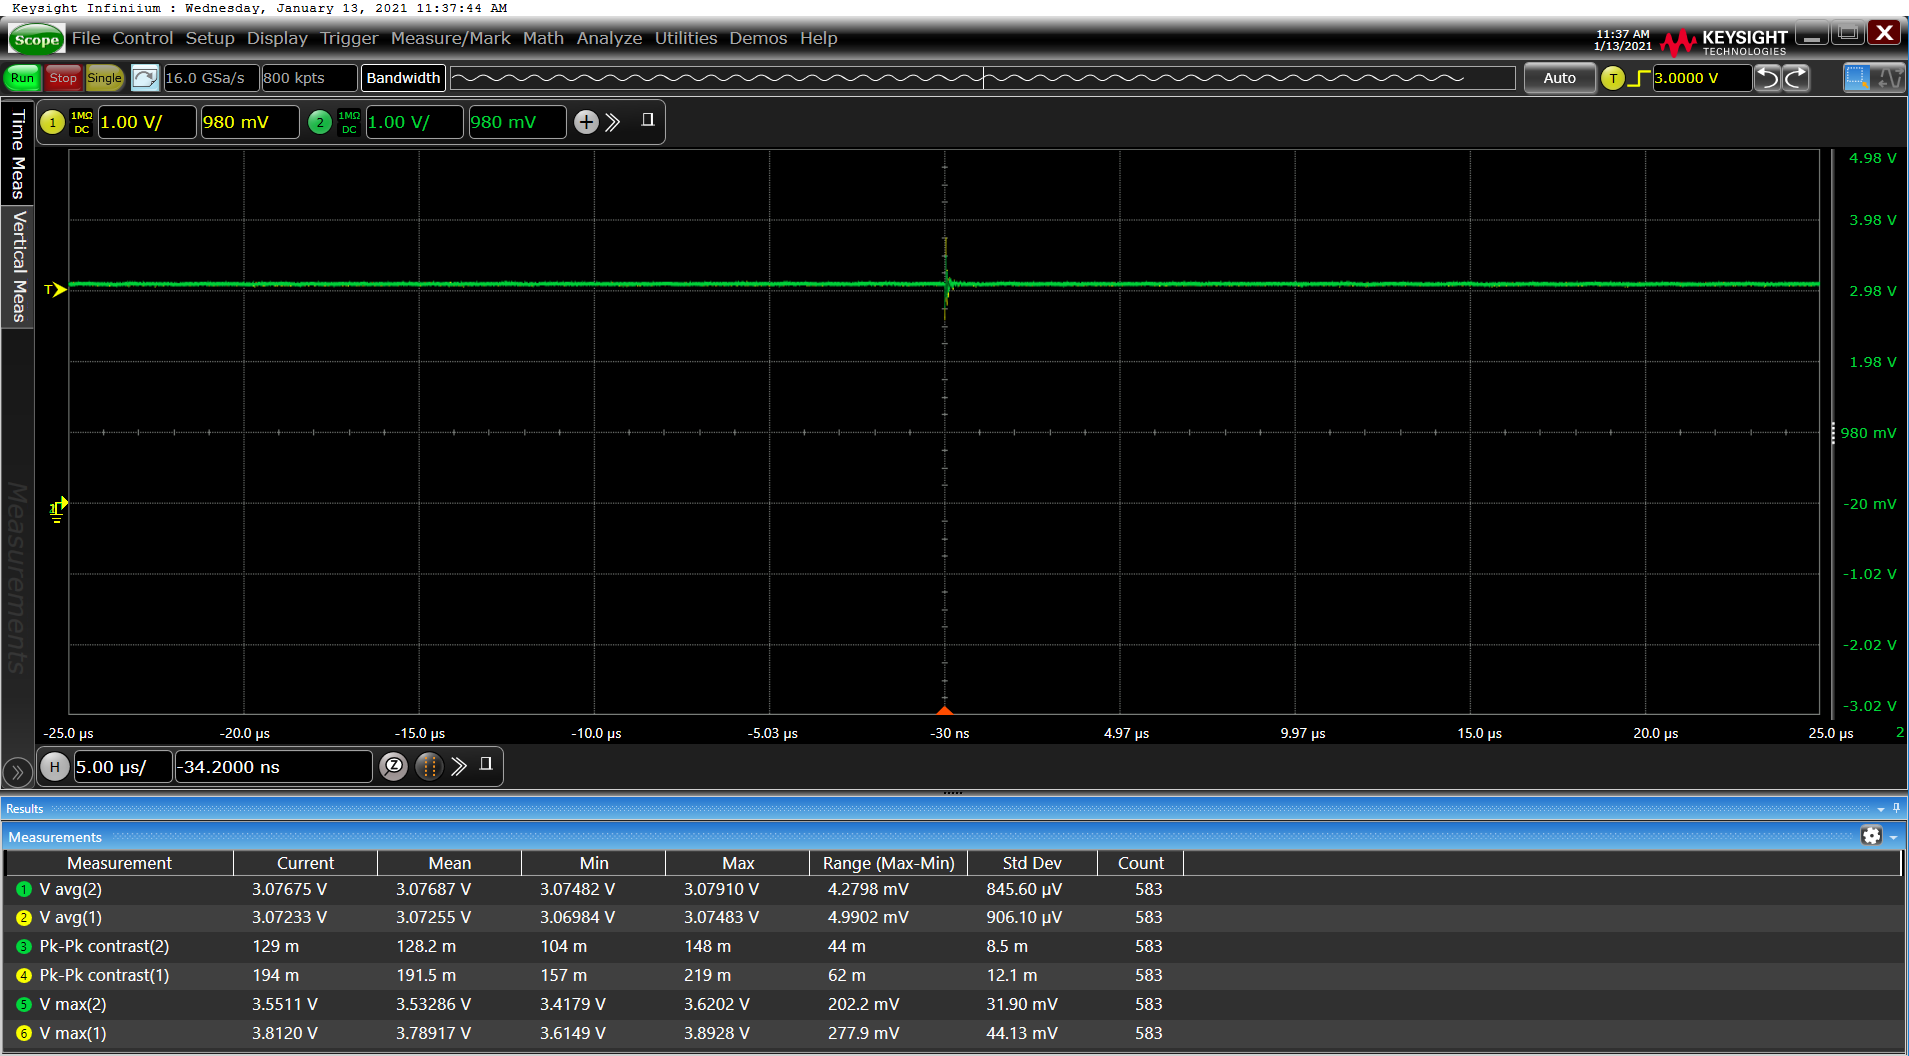 Keysight Infiniium : Wednesday, January 13, 2021 11:37:44 AM
Scope File Control Setup Display Trigger Measure/Mark Math Analyze Utilities Demos Help
11:37 AM
1/13/2021
KEYSIGHT
TECHNOLOGIES
Run Stop Single 16.0 GSa/s 800 kpts Bandwidth Auto T 3.0000 V
1 1MΩ DC 1.00 V/ 980 mV 2 1MΩ DC 1.00 V/ 980 mV
Time Meas
Vertical Meas
Measurements
4.98 V
3.98 V
T
2.98 V
1.98 V
980 mV
-20 mV
-1.02 V
-2.02 V
-3.02 V
-25.0 µs -20.0 µs -15.0 µs -10.0 µs -5.03 µs -30 ns 4.97 µs 9.97 µs 15.0 µs 20.0 µs 25.0 µs 2
H 5.00 µs/ -34.2000 ns Z
Results
Measurements
Measurement Current Mean Min Max Range (Max-Min) Std Dev Count
1 V avg(2) 3.07675 V 3.07687 V 3.07482 V 3.07910 V 4.2798 mV 845.60 µV 583
2 V avg(1) 3.07233 V 3.07255 V 3.06984 V 3.07483 V 4.9902 mV 906.10 µV 583
3 Pk-Pk contrast(2) 129 m 128.2 m 104 m 148 m 44 m 8.5 m 583
4 Pk-Pk contrast(1) 194 m 191.5 m 157 m 219 m 62 m 12.1 m 583
5 V max(2) 3.5511 V 3.53286 V 3.4179 V 3.6202 V 202.2 mV 31.90 mV 583
6 V max(1) 3.8120 V 3.78917 V 3.6149 V 3.8928 V 277.9 mV 44.13 mV 583